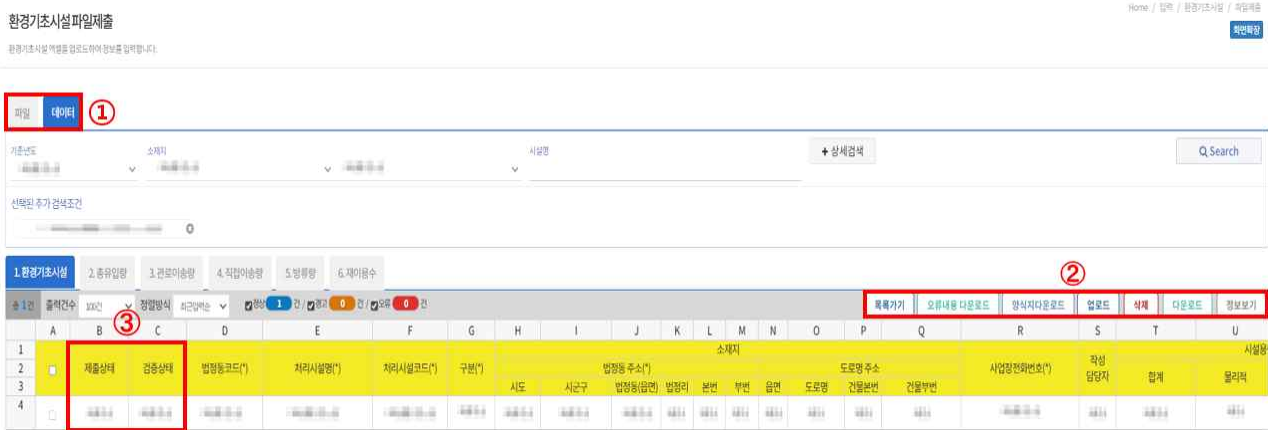 Home / 입력 / 환경기초시설 / 파일제출
환경기초시설파일제출
화면확장
환경기초시설 엑셀을 업로드하여 정보를 입력합니다.
파일 데이터 ①
기준년도 소재지 시설명 + 상세검색 Search
선택된 추가 검색조건
1.환경기초시설 2.총유입량 3.관로이송량 4.직접이송량 5.방류량 6.재이용수 ②
총 1건 출력건수 100건 정렬방식 최근입력순 정상 1 건 / 경고 0 건 / 오류 0 건 목록가기 오류내용 다운로드 양식지다운로드 업로드 삭제 다운로드 정보보기
③
A B C D E F G H I J K L M N O P Q R S T U
1 소재지 시설용
2 제출상태 검증상태 법정동코드(*) 처리시설명(*) 처리시설코드(*) 구분(*) 법정동 주소(*) 도로명 주소 사업장전화번호(*) 작성담당자 합계 물리적
3 시도 시군구 법정동(읍면) 법정리 본번 부번 읍면 도로명 건물본번 건물부번
4